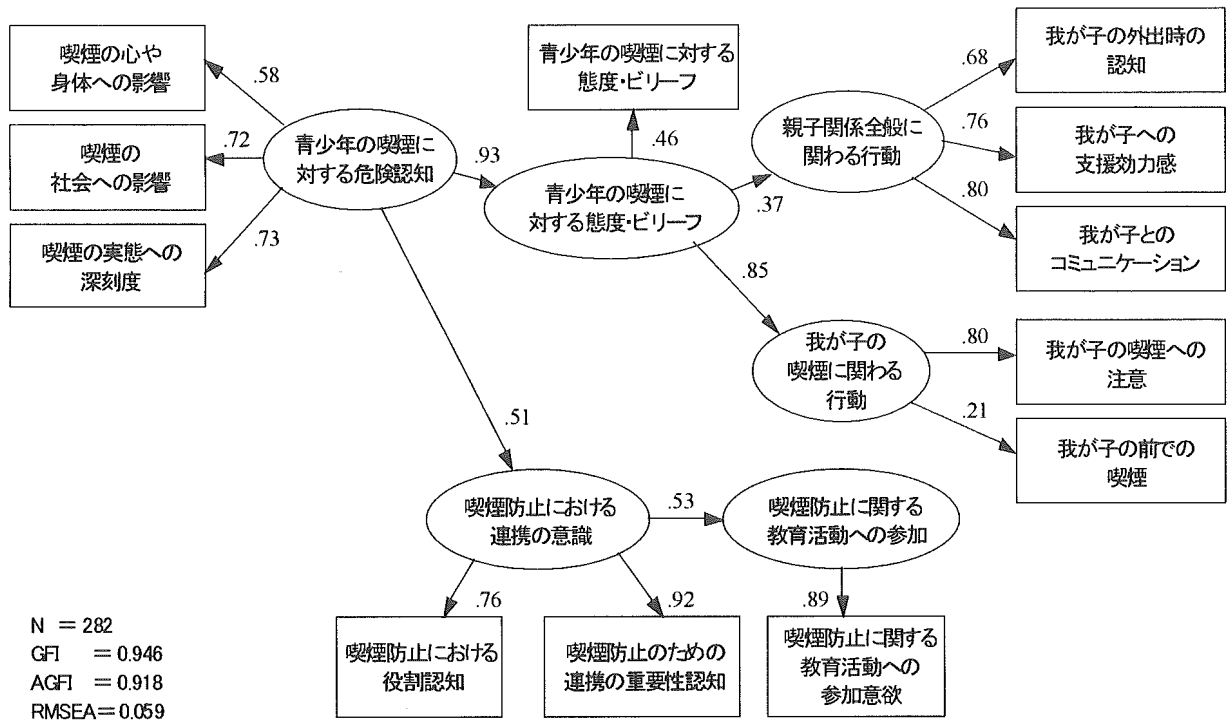 喫煙の心や
身体への影響
.58
喫煙の
社会への影響
.72
喫煙の実態への
深刻度
.73
青少年の喫煙に
対する危険認知
.93
青少年の喫煙に対する
態度・ビリーフ
.46
青少年の喫煙に
対する態度・ビリーフ
.37
親子関係全般に
関わる行動
.68
我が子の外出時の
認知
.76
我が子への
支援効力感
.80
我が子との
コミュニケーション
.85
我が子の
喫煙に関わる
行動
.80
我が子の喫煙への
注意
.21
我が子の前での
喫煙
.51
喫煙防止における
連携の意識
.53
喫煙防止に関する
教育活動への参加
.76
喫煙防止における
役割認知
.92
喫煙防止のための
連携の重要性認知
.89
喫煙防止に関する
教育活動への
参加意欲
N = 282
GFI = 0.946
AGFI = 0.918
RMSEA=0.059